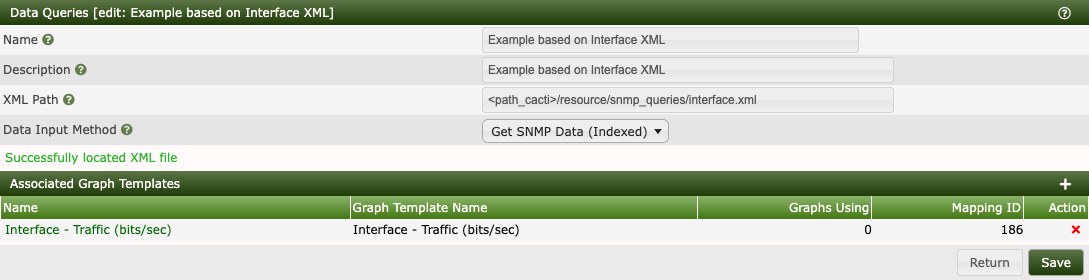 Data Queries [edit: Example based on Interface XML]
Name Example based on Interface XML
Description Example based on Interface XML
XML Path <path_cacti>/resource/snmp_queries/interface.xml
Data Input Method Get SNMP Data (Indexed)
Successfully located XML file
Associated Graph Templates
Name Graph Template Name Graphs Using Mapping ID Action
Interface - Traffic (bits/sec) Interface - Traffic (bits/sec) 0 186
Return Save